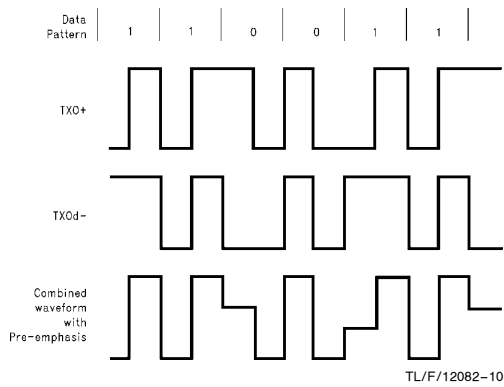 Data
Pattern
1 1 0 0 1 1
TXO+
TXOd−
Combined
waveform
with
Pre-emphasis
TL/F/12082–10